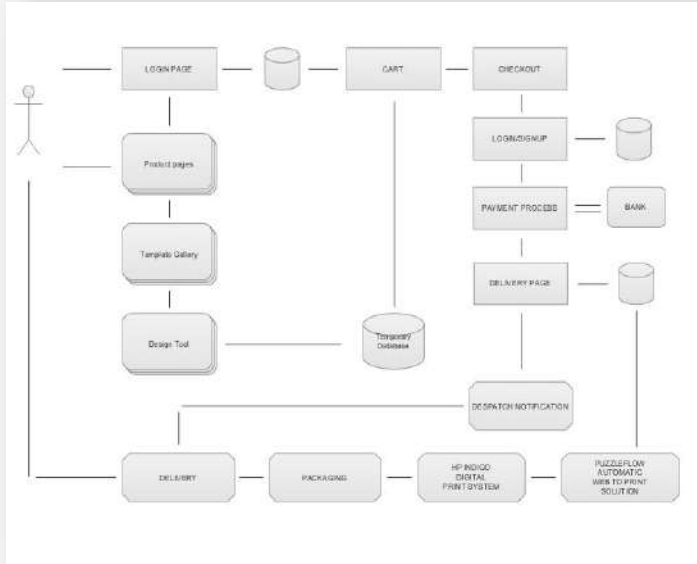 LOGIN PAGE
CART
CHECKOUT
LOGIN/SIGNUP
Product pages
PAYMENT PROCESS
BANK
Template Gallery
DELIVERY PAGE
Design Tool
Temporary
Database
DESPATCH NOTIFICATION
DELIVERY
PACKAGING
HP INDIGO
DIGITAL
PRINT SYSTEM
PUZZLEFLOW
AUTOMATIC
WEB TO PRINT
SOLUTION